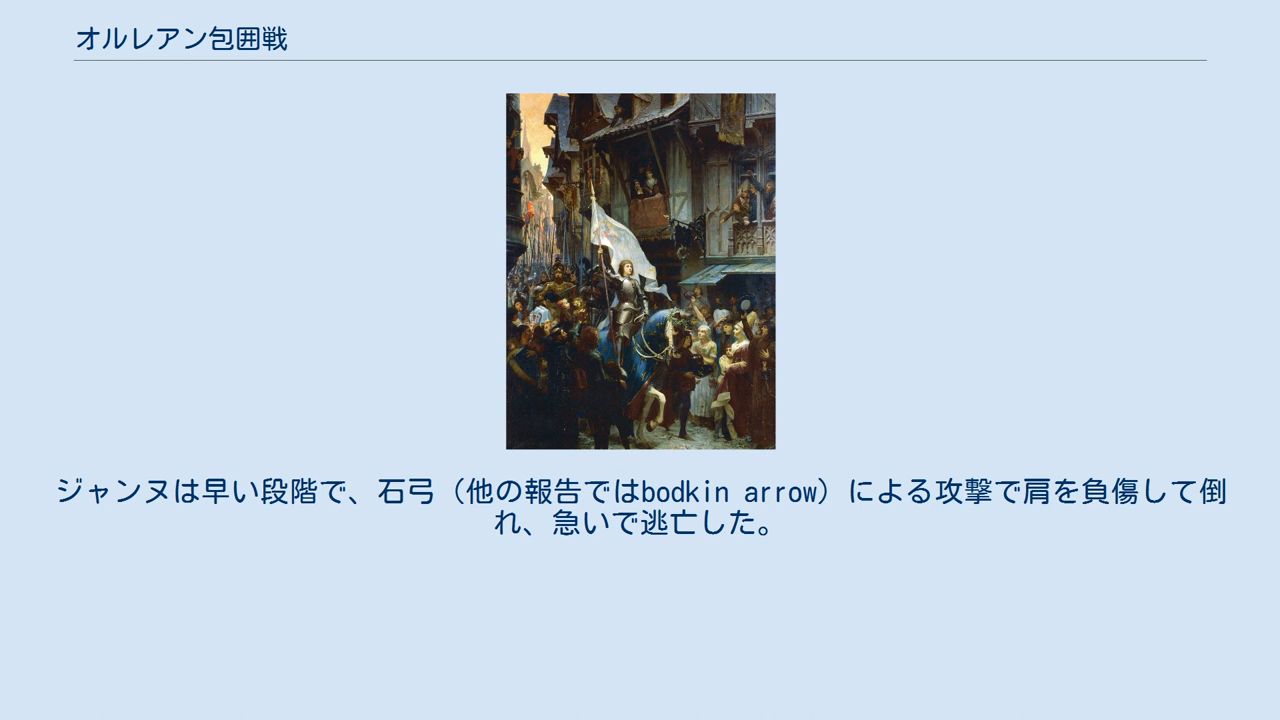 オルレアン包囲戦
ジャンヌは早い段階で、石弓（他の報告ではbodkin arrow）による攻撃で肩を負傷して倒
れ、急いで逃亡した。